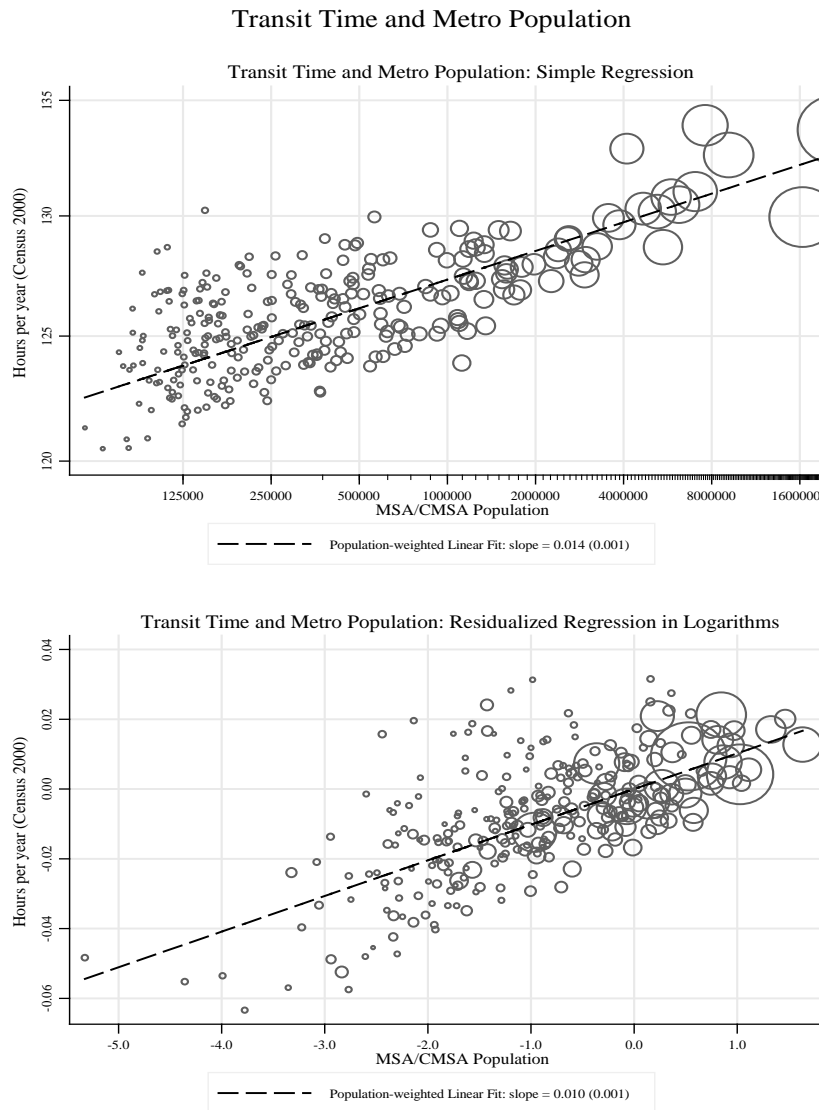 Transit Time and Metro Population
Transit Time and Metro Population: Simple Regression
Hours per year (Census 2000)
135
130
125
120
125000 250000 500000 1000000 2000000 4000000 8000000 1600000
MSA/CMSA Population
Population-weighted Linear Fit: slope = 0.014 (0.001)
Transit Time and Metro Population: Residualized Regression in Logarithms
Hours per year (Census 2000)
0.04
0.02
0.00
-0.02
-0.04
-0.06
-5.0 -4.0 -3.0 -2.0 -1.0 0.0 1.0
MSA/CMSA Population
Population-weighted Linear Fit: slope = 0.010 (0.001)